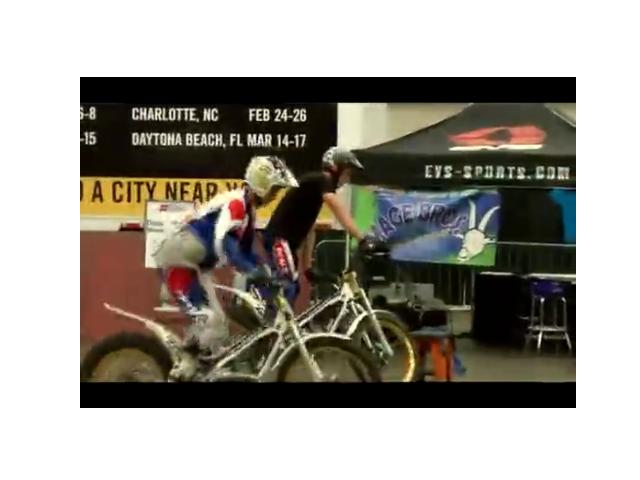 6-8 CHARLOTTE, NC FEB 24-26
-15 DAYTONA BEACH, FL MAR 14-17
A CITY NEAR
EVS-SPORTS.COM
BROS